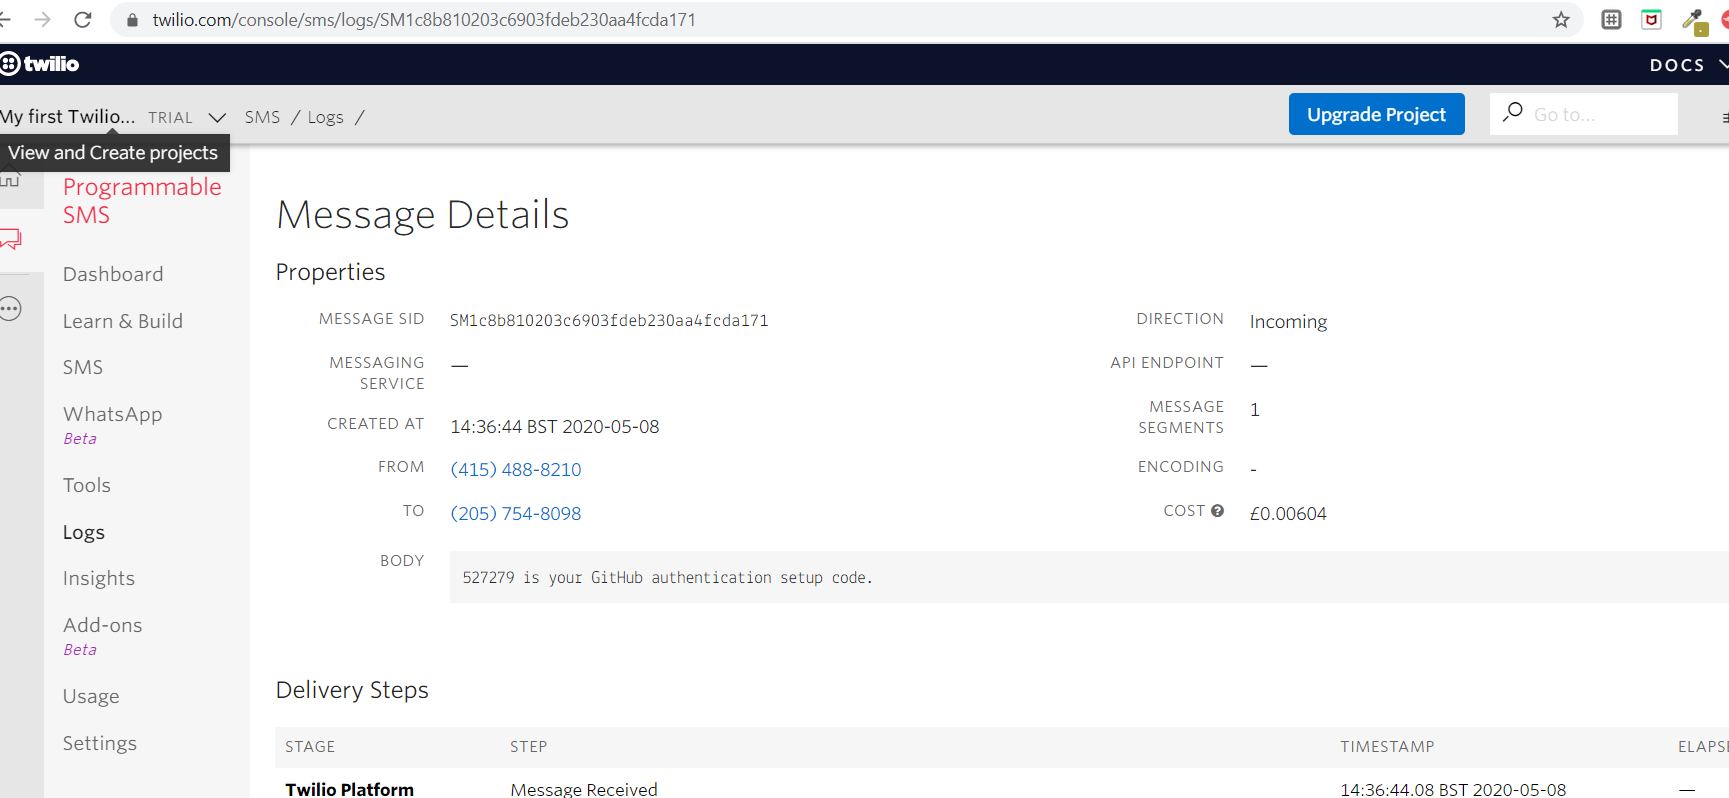 twilio.com/console/sms/logs/SM1c8b810203c6903fdeb230aa4fcda171
twilio
DOCS
My first Twilio... TRIAL SMS / Logs /
Upgrade Project
Go to...
View and Create projects
Programmable
SMS
Dashboard
Learn & Build
SMS
WhatsApp
Beta
Tools
Logs
Insights
Add-ons
Beta
Usage
Settings
Message Details
Properties
MESSAGE SID SM1c8b810203c6903fdeb230aa4fcda171
MESSAGING
SERVICE —
CREATED AT 14:36:44 BST 2020-05-08
FROM (415) 488-8210
TO (205) 754-8098
DIRECTION Incoming
API ENDPOINT —
MESSAGE
SEGMENTS 1
ENCODING -
COST £0.00604
BODY 527279 is your GitHub authentication setup code.
Delivery Steps
STAGE STEP TIMESTAMP ELAPS
Twilio Platform Message Received 14:36:44.08 BST 2020-05-08 —